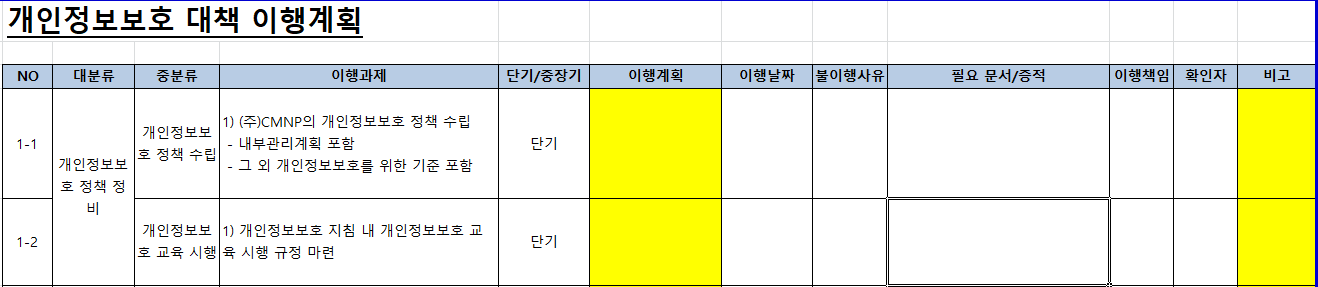 개인정보보호 대책 이행계획
NO 대분류 중분류 이행과제 단기/중장기 이행계획 이행날짜 불이행사유 필요 문서/증적 이행책임 확인자 비고
1-1
개인정보보
호 정책 정
비
개인정보보
호 정책 수립
1) (주)CMNP의 개인정보보호 정책 수립
- 내부관리계획 포함
- 그 외 개인정보보호를 위한 기준 포함
단기
1-2
개인정보보
호 교육 시행
1) 개인정보보호 지침 내 개인정보보호 교
육 시행 규정 마련
단기